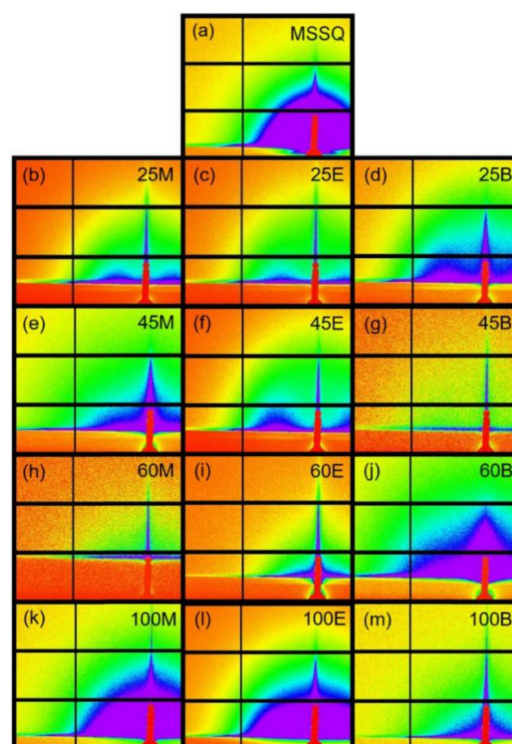 (a) MSSQ
(b) 25M (c) 25E (d) 25B
(e) 45M (f) 45E (g) 45B
(h) 60M (i) 60E (j) 60B
(k) 100M (l) 100E (m) 100B